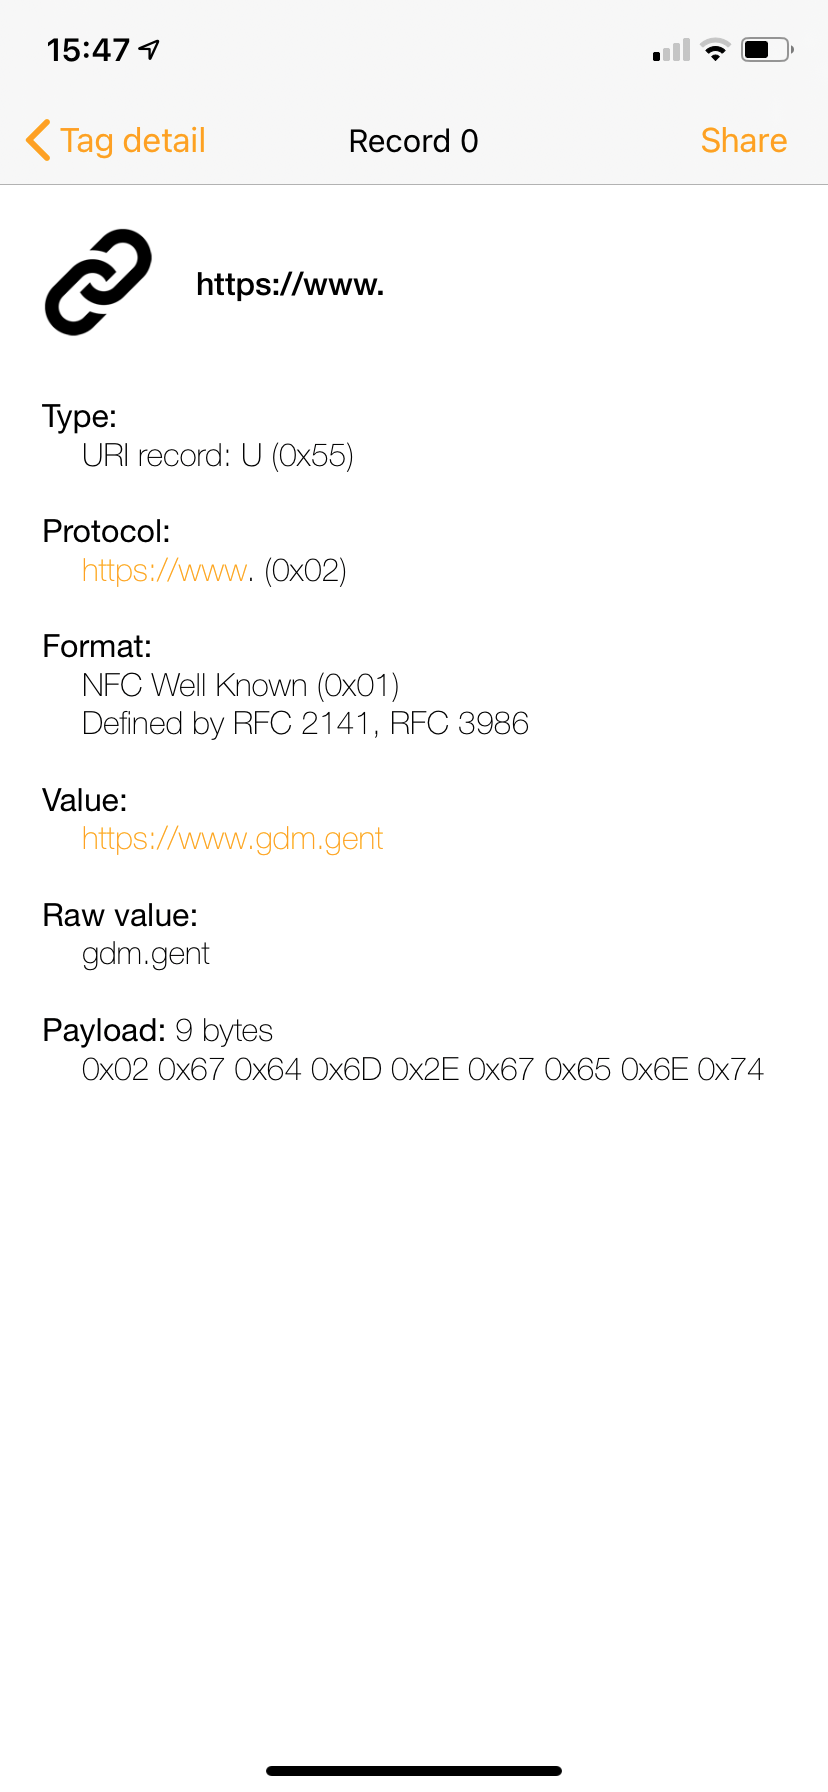 15:47
Tag detail
Record 0
Share
https://www.
Type:
URI record: U (0x55)
Protocol:
https://www. (0x02)
Format:
NFC Well Known (0x01)
Defined by RFC 2141, RFC 3986
Value:
https://www.gdm.gent
Raw value:
gdm.gent
Payload: 9 bytes
0x02 0x67 0x64 0x6D 0x2E 0x67 0x65 0x6E 0x74